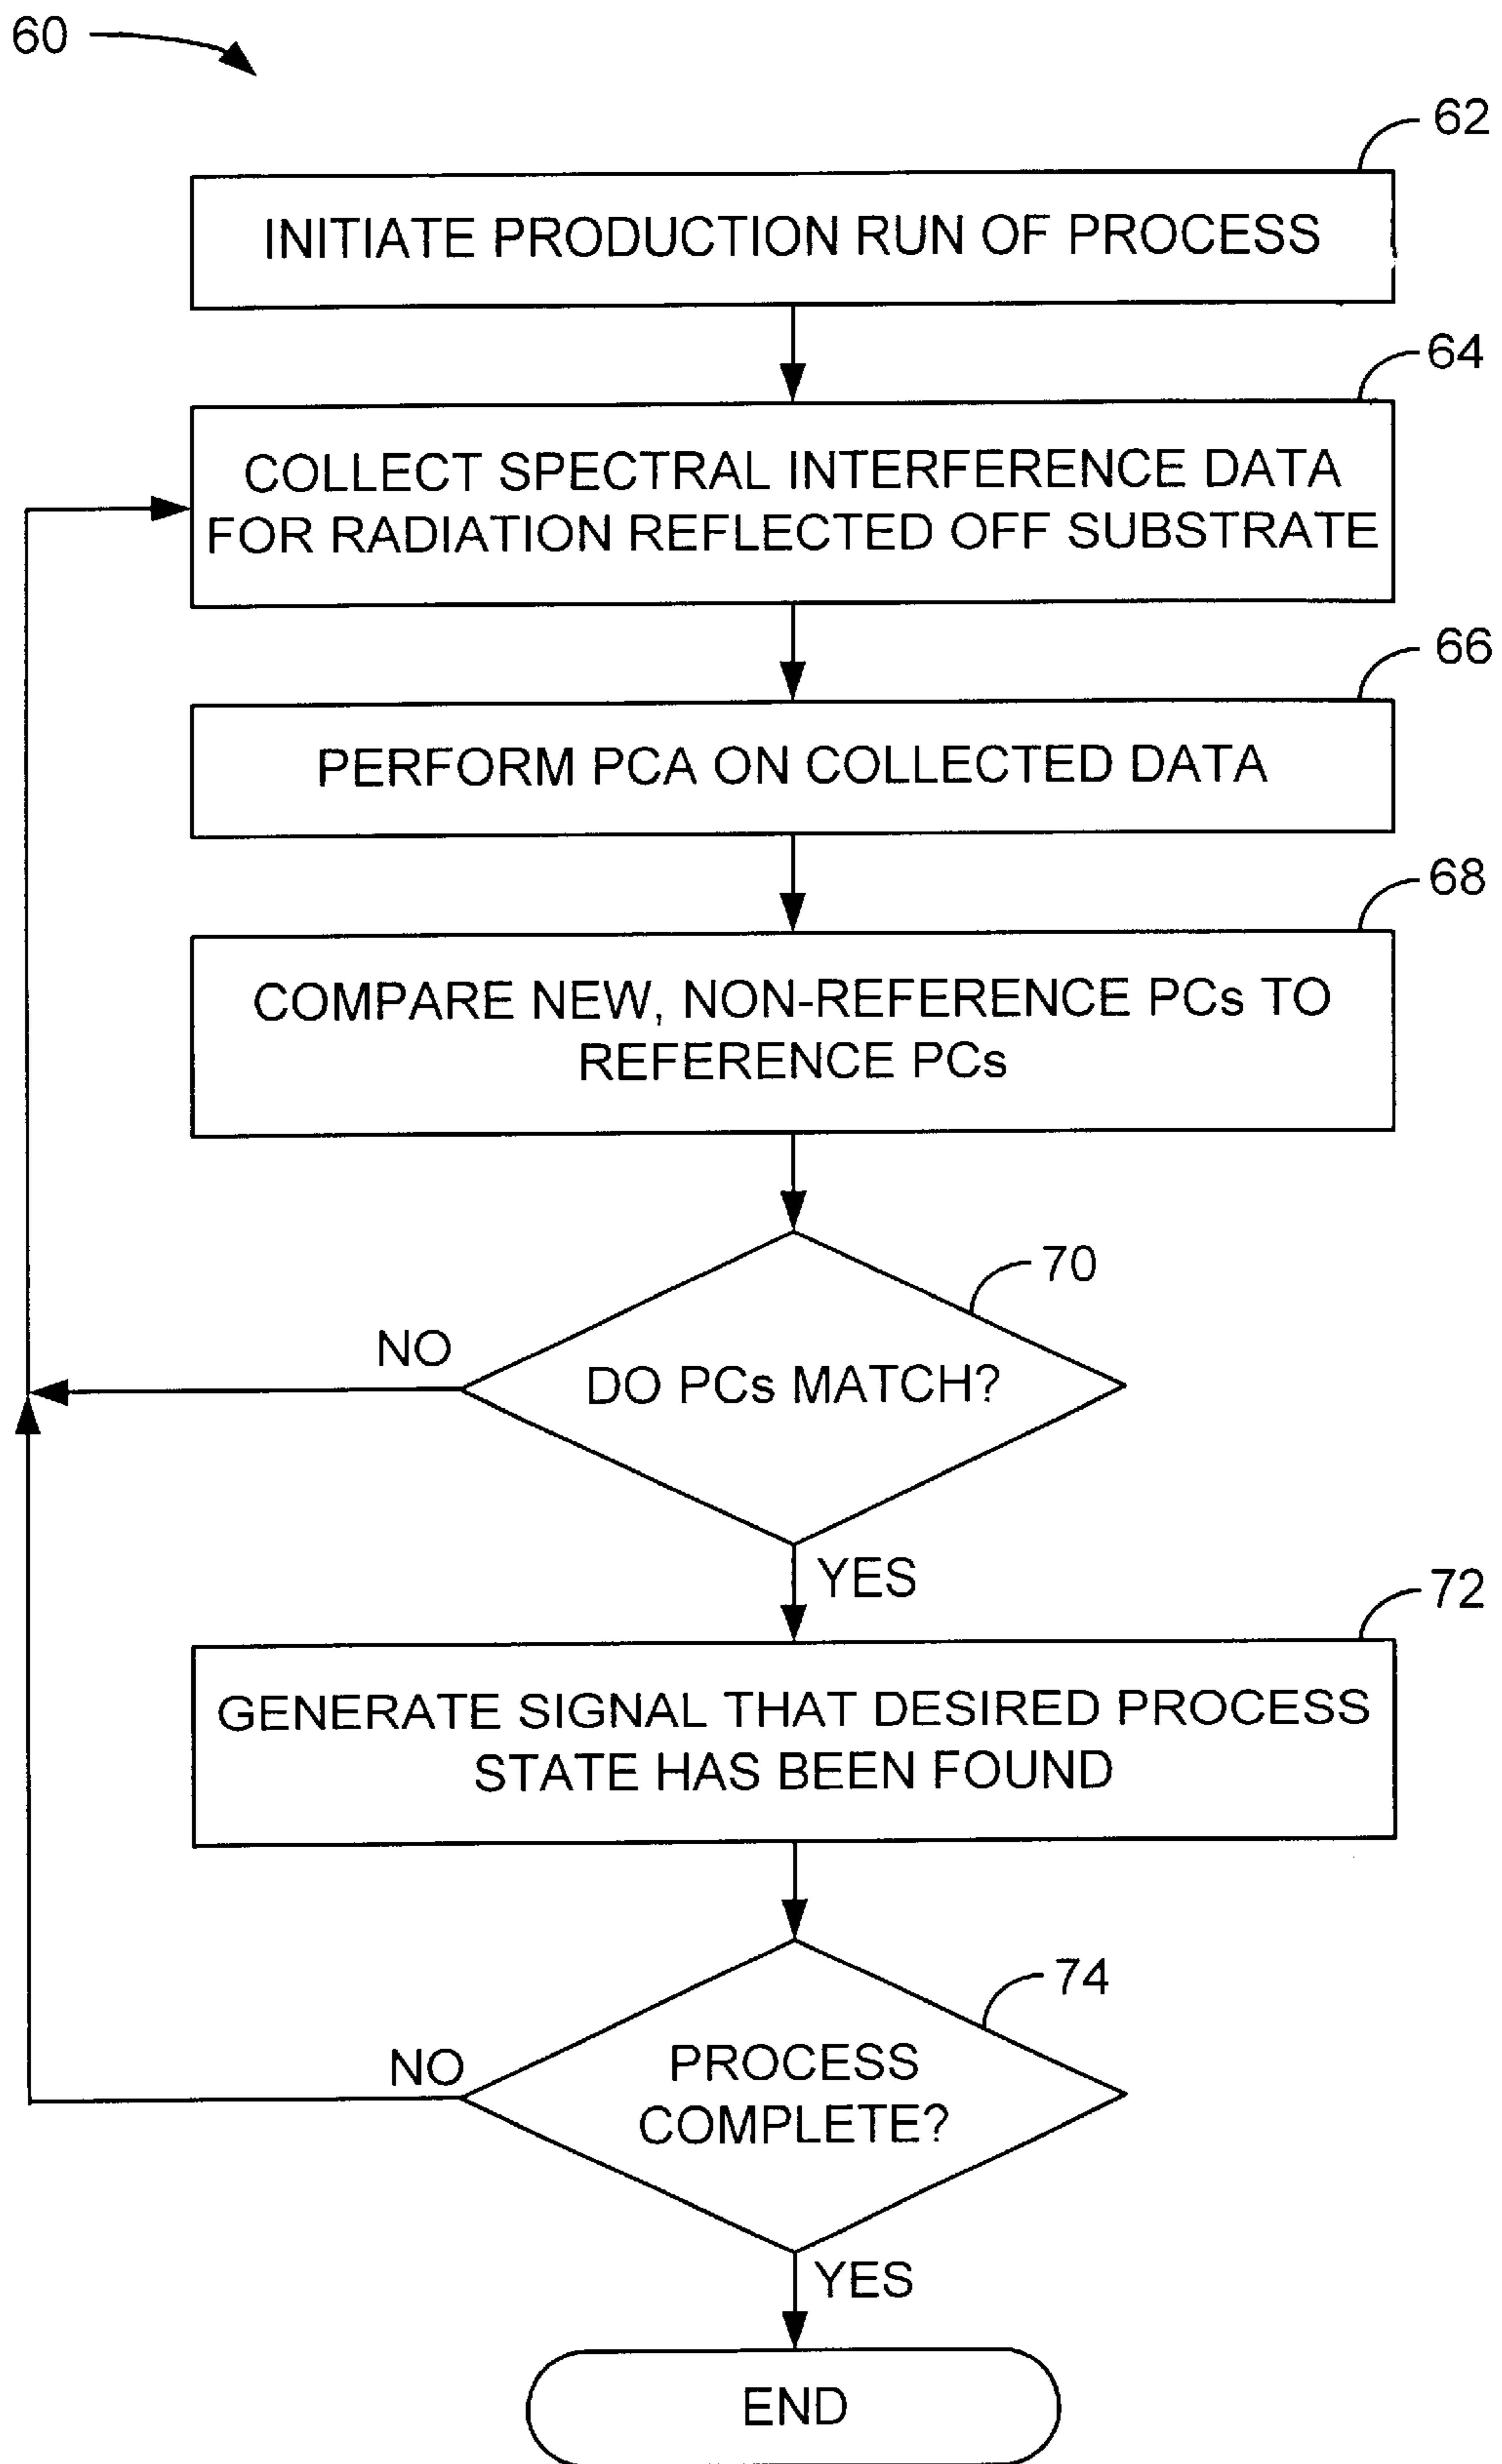 60
62
INITIATE PRODUCTION RUN OF PROCESS
64
COLLECT SPECTRAL INTERFERENCE DATA
FOR RADIATION REFLECTED OFF SUBSTRATE
66
PERFORM PCA ON COLLECTED DATA
68
COMPARE NEW, NON-REFERENCE PCs TO
REFERENCE PCs
70
NO
DO PCs MATCH?
YES
72
GENERATE SIGNAL THAT DESIRED PROCESS
STATE HAS BEEN FOUND
74
NO
PROCESS
COMPLETE?
YES
END